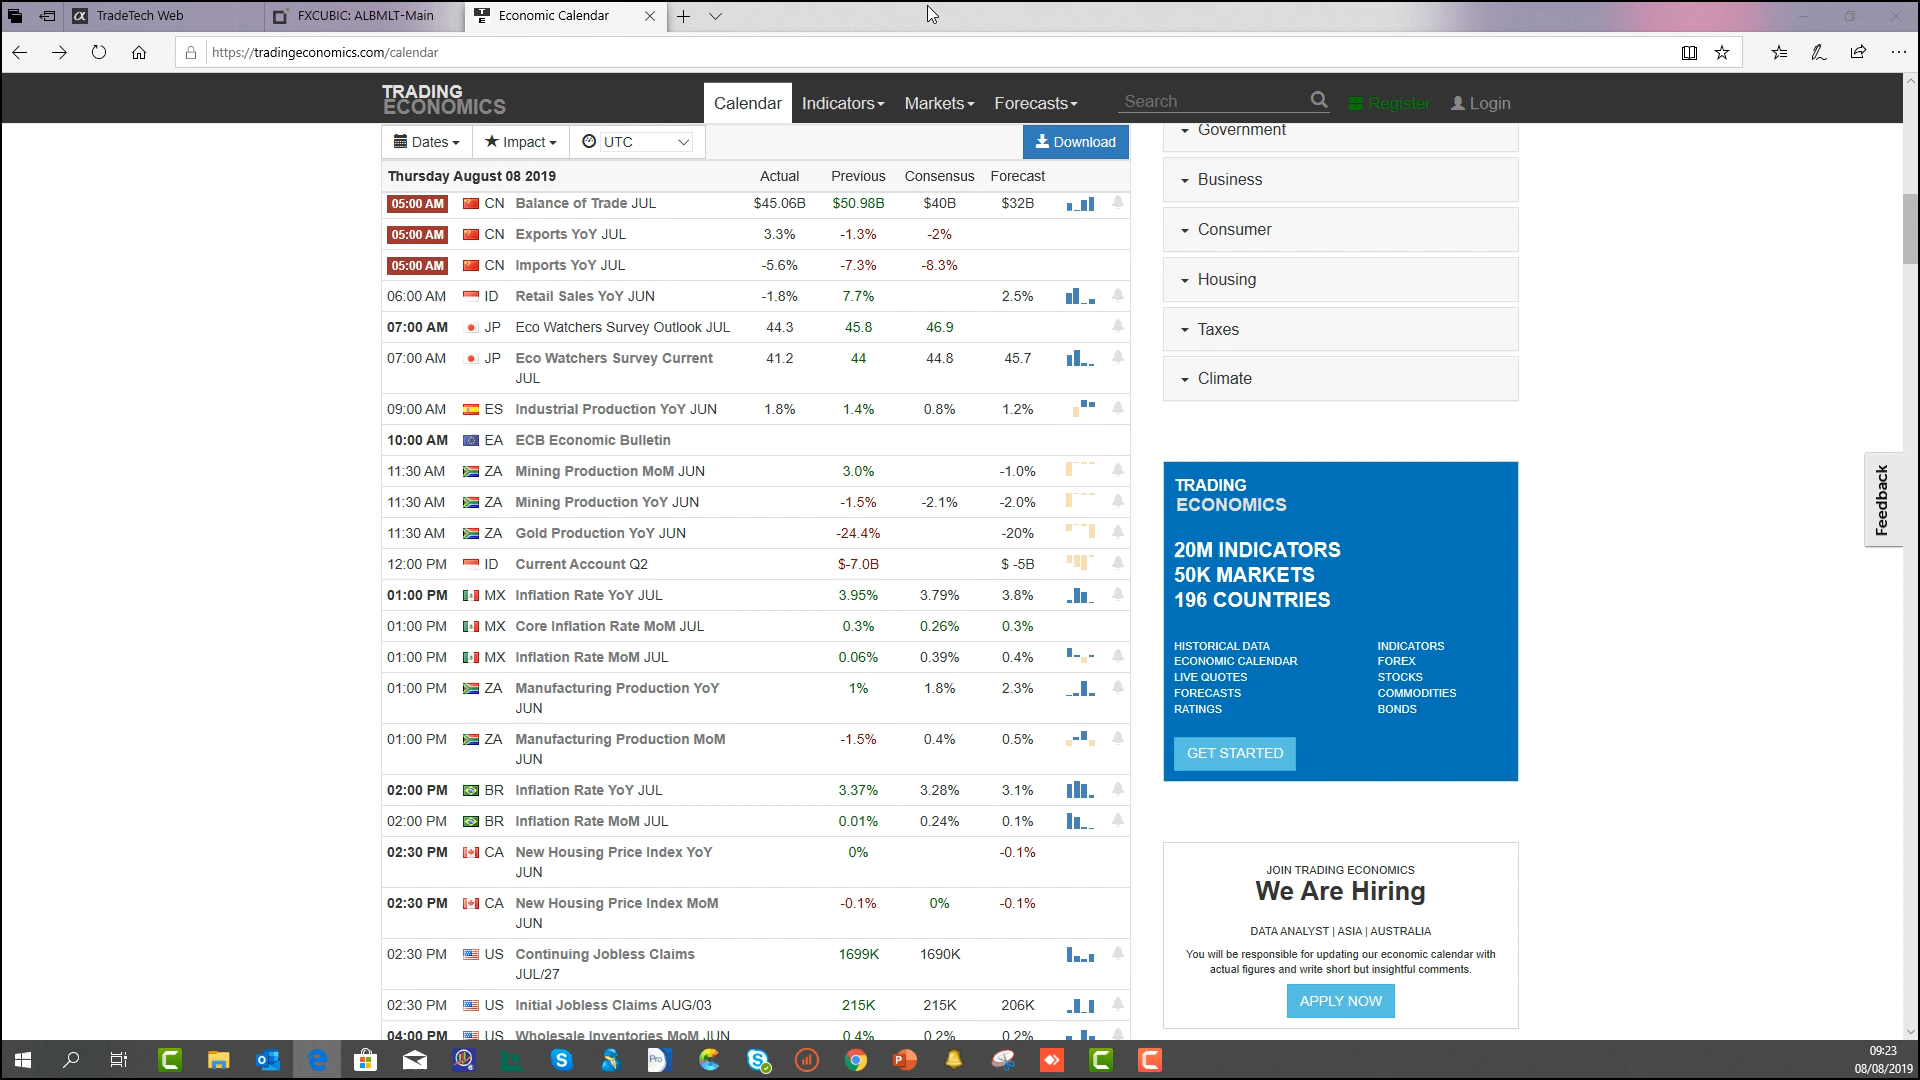 TradeTech Web
FXCUBIC: ALBMLT-Main
Economic Calendar
https://tradingeconomics.com/calendar
TRADING
ECONOMICS
Calendar Indicators Markets Forecasts Search Register Login
Dates Impact UTC Download
Thursday August 08 2019 Actual Previous Consensus Forecast
05:00 AM CN Balance of Trade JUL $45.06B $50.98B $40B $32B
05:00 AM CN Exports YoY JUL 3.3% -1.3% -2%
05:00 AM CN Imports YoY JUL -5.6% -7.3% -8.3%
06:00 AM ID Retail Sales YoY JUN -1.8% 7.7% 2.5%
07:00 AM JP Eco Watchers Survey Outlook JUL 44.3 45.8 46.9
07:00 AM JP Eco Watchers Survey Current 41.2 44 44.8 45.7
JUL
09:00 AM ES Industrial Production YoY JUN 1.8% 1.4% 0.8% 1.2%
10:00 AM EA ECB Economic Bulletin
11:30 AM ZA Mining Production MoM JUN 3.0% -1.0%
11:30 AM ZA Mining Production YoY JUN -1.5% -2.1% -2.0%
11:30 AM ZA Gold Production YoY JUN -24.4% -20%
12:00 PM ID Current Account Q2 $-7.0B $ -5B
01:00 PM MX Inflation Rate YoY JUL 3.95% 3.79% 3.8%
01:00 PM MX Core Inflation Rate MoM JUL 0.3% 0.26% 0.3%
01:00 PM MX Inflation Rate MoM JUL 0.06% 0.39% 0.4%
01:00 PM ZA Manufacturing Production YoY 1% 1.8% 2.3%
JUN
01:00 PM ZA Manufacturing Production MoM -1.5% 0.4% 0.5%
JUN
02:00 PM BR Inflation Rate YoY JUL 3.37% 3.28% 3.1%
02:00 PM BR Inflation Rate MoM JUL 0.01% 0.24% 0.1%
02:30 PM CA New Housing Price Index YoY 0% -0.1%
JUN
02:30 PM CA New Housing Price Index MoM -0.1% 0% -0.1%
JUN
02:30 PM US Continuing Jobless Claims 1699K 1690K
JUL/27
02:30 PM US Initial Jobless Claims AUG/03 215K 215K 206K
04:00 PM US Wholesale Inventories MoM JUN 0.4% 0.2% 0.2%
Government
Business
Consumer
Housing
Taxes
Climate
Feedback
TRADING
ECONOMICS
20M INDICATORS
50K MARKETS
196 COUNTRIES
HISTORICAL DATA INDICATORS
ECONOMIC CALENDAR FOREX
LIVE QUOTES STOCKS
FORECASTS COMMODITIES
RATINGS BONDS
GET STARTED
JOIN TRADING ECONOMICS
We Are Hiring
DATA ANALYST | ASIA | AUSTRALIA
You will be responsible for updating our economic calendar with
actual figures and write short but insightful comments.
APPLY NOW
09:23
08/08/2019